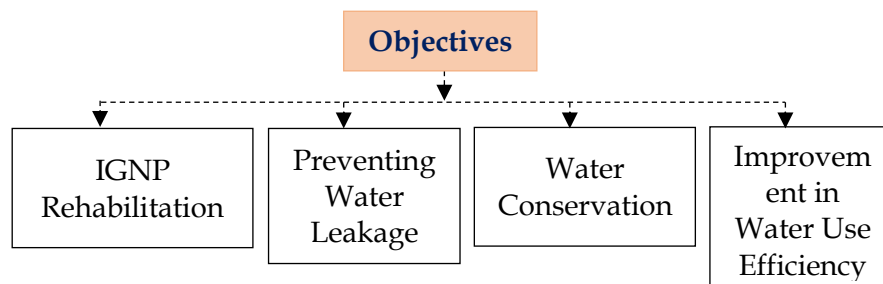 Objectives
IGNP
Rehabilitation
Preventing
Water
Leakage
Water
Conservation
Improvem
ent in
Water Use
Efficiency